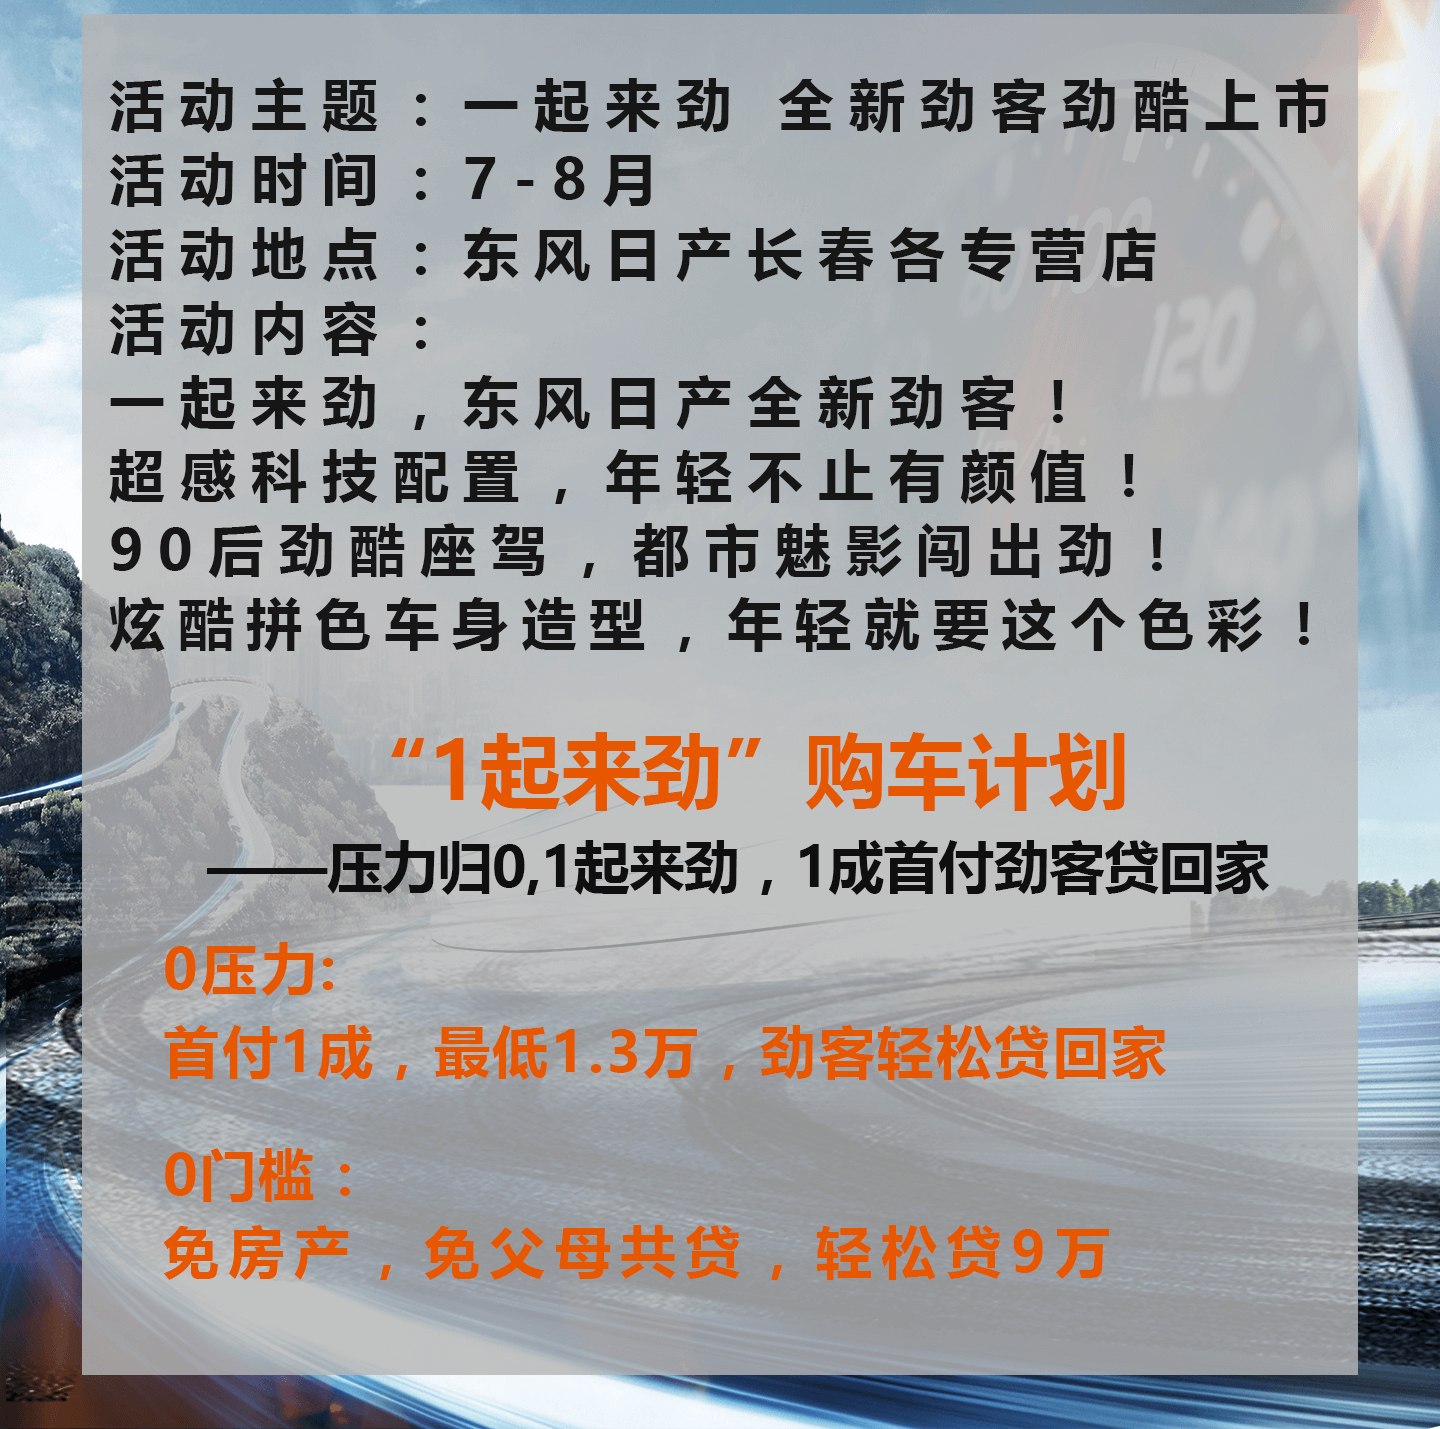 活动主题：一起来劲 全新劲客劲酷上市
活动时间：7-8月
活动地点：东风日产长春各专营店
活动内容：
一起来劲，东风日产全新劲客！
超感科技配置，年轻不止有颜值！
90后劲酷座驾，都市魅影闯出劲！
炫酷拼色车身造型，年轻就要这个色彩！
“1起来劲”购车计划
——压力归0,1起来劲，1成首付劲客贷回家
0压力:
首付1成，最低1.3万，劲客轻松贷回家
0门槛：
免房产，免父母共贷，轻松贷9万
80
100
120
140
km/h